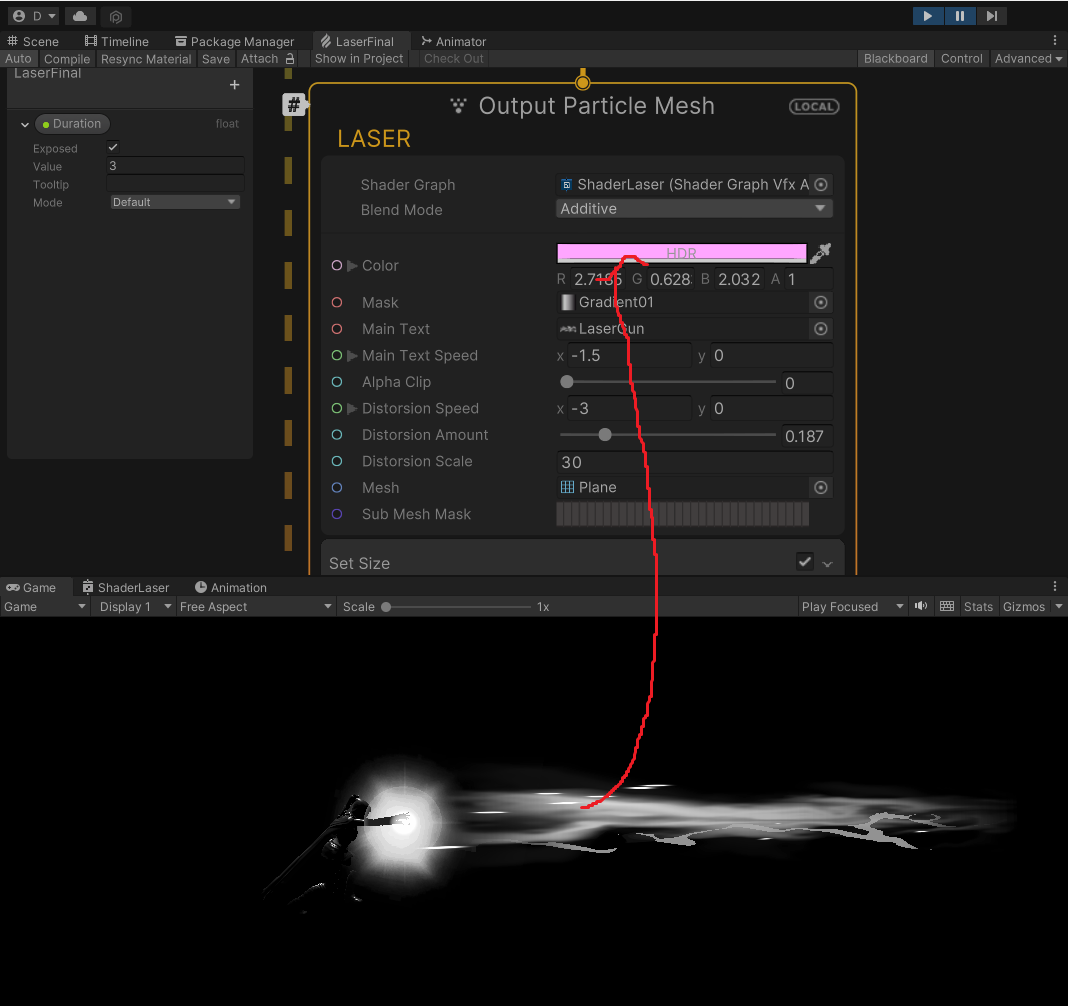 D
Scene Timeline Package Manager LaserFinal Animator
Auto Compile Resync Material Save Attach Show in Project Check Out Blackboard Control Advanced
LaserFinal
+
# Output Particle Mesh LOCAL
LASER
Duration float
Exposed
Value 3
Tooltip
Mode Default
Shader Graph ShaderLaser (Shader Graph Vfx A
Blend Mode Additive
HDR
Color
R 2.7185 G 0.628 B 2.032 A 1
Mask Gradient01
Main Text LaserGun
Main Text Speed x -1.5 y 0
Alpha Clip 0
Distorsion Speed x -3 y 0
Distorsion Amount 0.187
Distorsion Scale 30
Mesh Plane
Sub Mesh Mask
Set Size
Game ShaderLaser Animation
Game Display 1 Free Aspect Scale 1x Play Focused Stats Gizmos